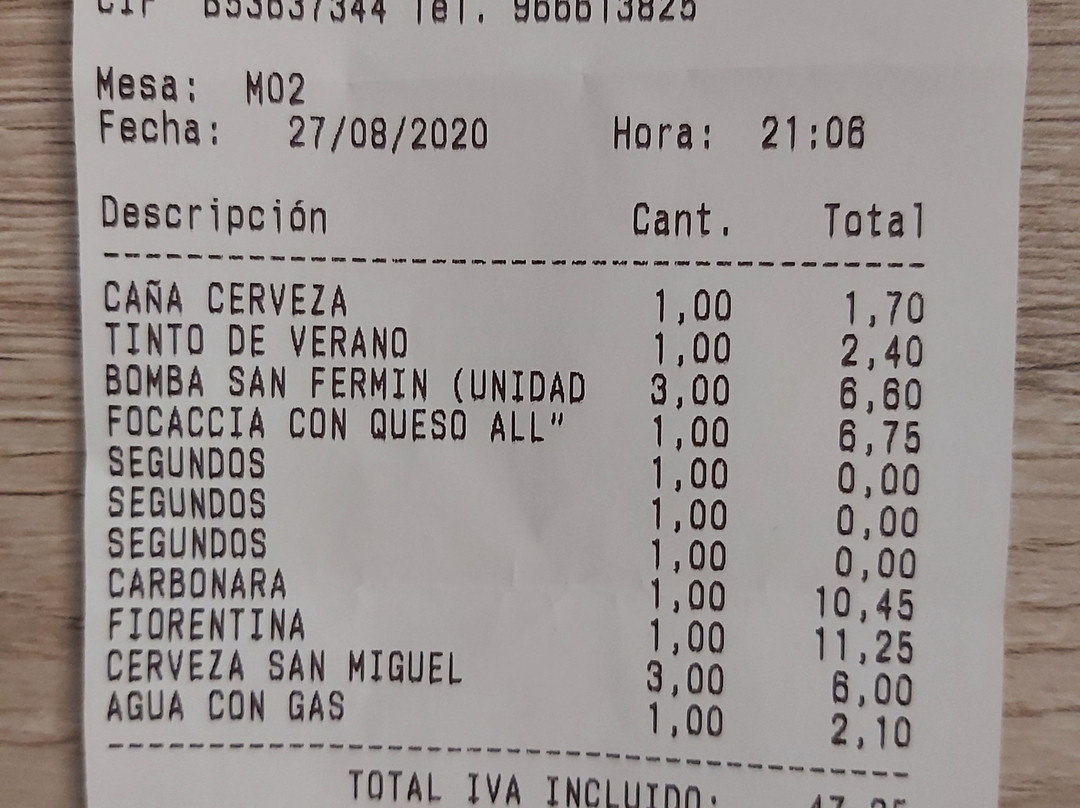 CIF B53637344 Tel. 966613825
Mesa: M02
Fecha: 27/08/2020 Hora: 21:06
Descripción Cant. Total
CAÑA CERVEZA 1,00 1,70
TINTO DE VERANO 1,00 2,40
BOMBA SAN FERMIN (UNIDAD 3,00 6,60
FOCACCIA CON QUESO ALL" 1,00 6,75
SEGUNDOS 1,00 0,00
SEGUNDOS 1,00 0,00
SEGUNDOS 1,00 0,00
CARBONARA 1,00 10,45
FIORENTINA 1,00 11,25
CERVEZA SAN MIGUEL 3,00 6,00
AGUA CON GAS 1,00 2,10
TOTAL IVA INCLUIDO: